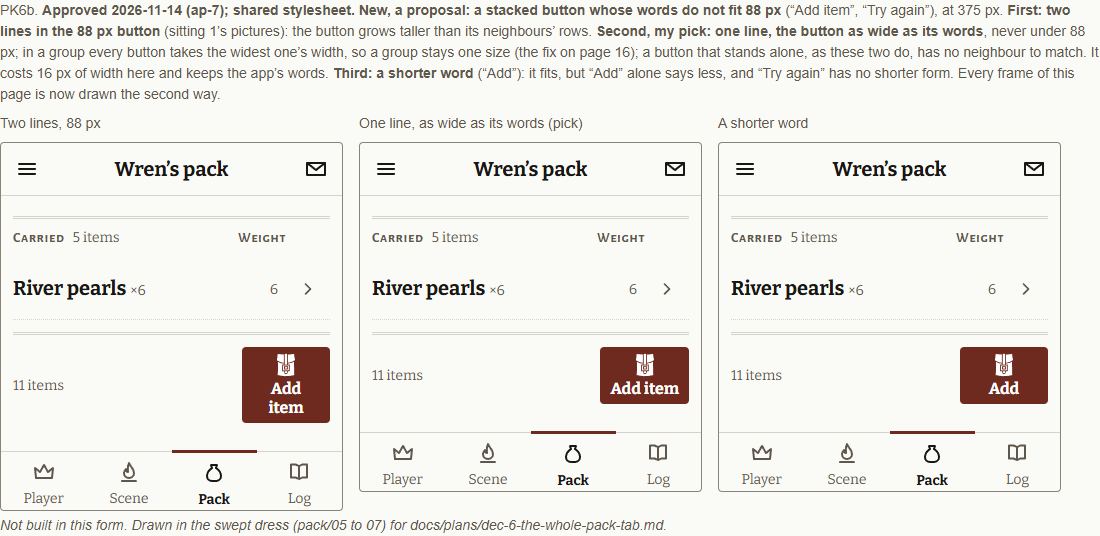 PK6b. Approved 2026-11-14 (ap-7); shared stylesheet. New, a proposal: a stacked button whose words do not fit 88 px (“Add item”, “Try again”), at 375 px. First: two
lines in the 88 px button (sitting 1’s pictures): the button grows taller than its neighbours’ rows. Second, my pick: one line, the button as wide as its words, never under 88
px; in a group every button takes the widest one’s width, so a group stays one size (the fix on page 16); a button that stands alone, as these two do, has no neighbour to match. It
costs 16 px of width here and keeps the app’s words. Third: a shorter word (“Add”): it fits, but “Add” alone says less, and “Try again” has no shorter form. Every frame of this
page is now drawn the second way.
Two lines, 88 px
Wren’s pack
Carried 5 items Weight
River pearls ×6 6
11 items
Add
item
Player Scene Pack Log
One line, as wide as its words (pick)
Wren’s pack
Carried 5 items Weight
River pearls ×6 6
11 items Add item
Player Scene Pack Log
A shorter word
Wren’s pack
Carried 5 items Weight
River pearls ×6 6
11 items Add
Player Scene Pack Log
Not built in this form. Drawn in the swept dress (pack/05 to 07) for docs/plans/dec-6-the-whole-pack-tab.md.